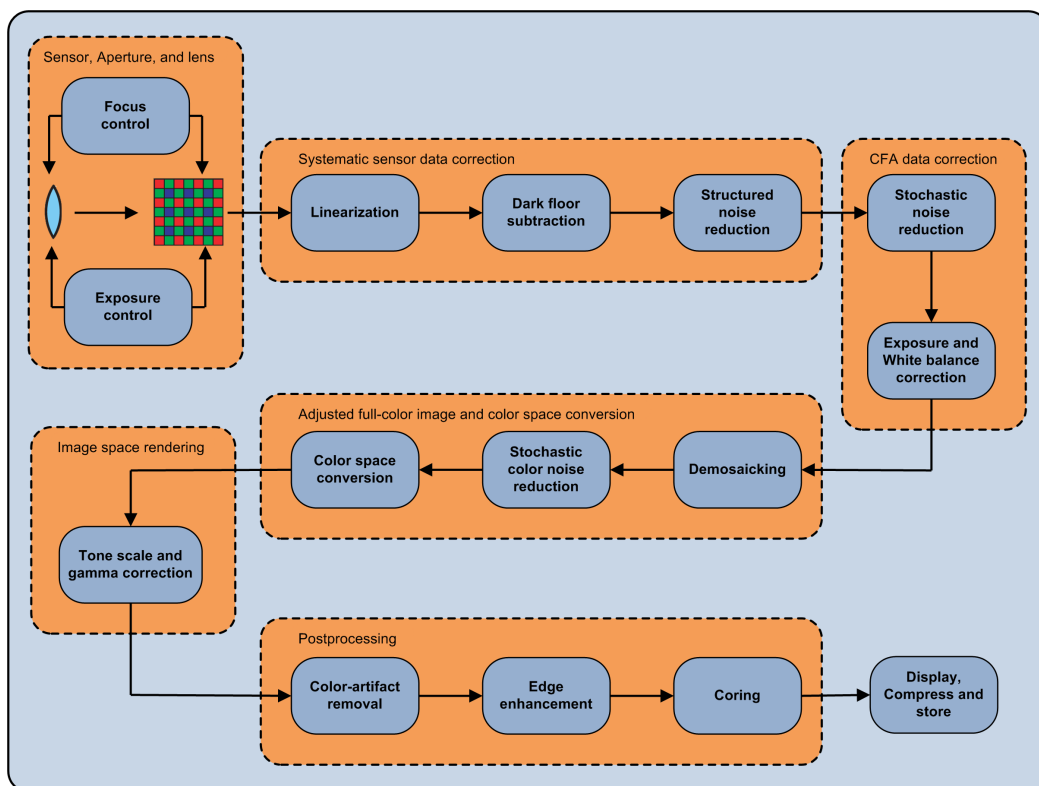 Sensor, Aperture, and lens
Focus
control
Exposure
control
Systematic sensor data correction
Linearization
Dark floor
subtraction
Structured
noise
reduction
CFA data correction
Stochastic
noise
reduction
Exposure and
White balance
correction
Adjusted full-color image and color space conversion
Demosaicking
Stochastic
color noise
reduction
Color space
conversion
Image space rendering
Tone scale and
gamma correction
Postprocessing
Color-artifact
removal
Edge
enhancement
Coring
Display,
Compress and
store